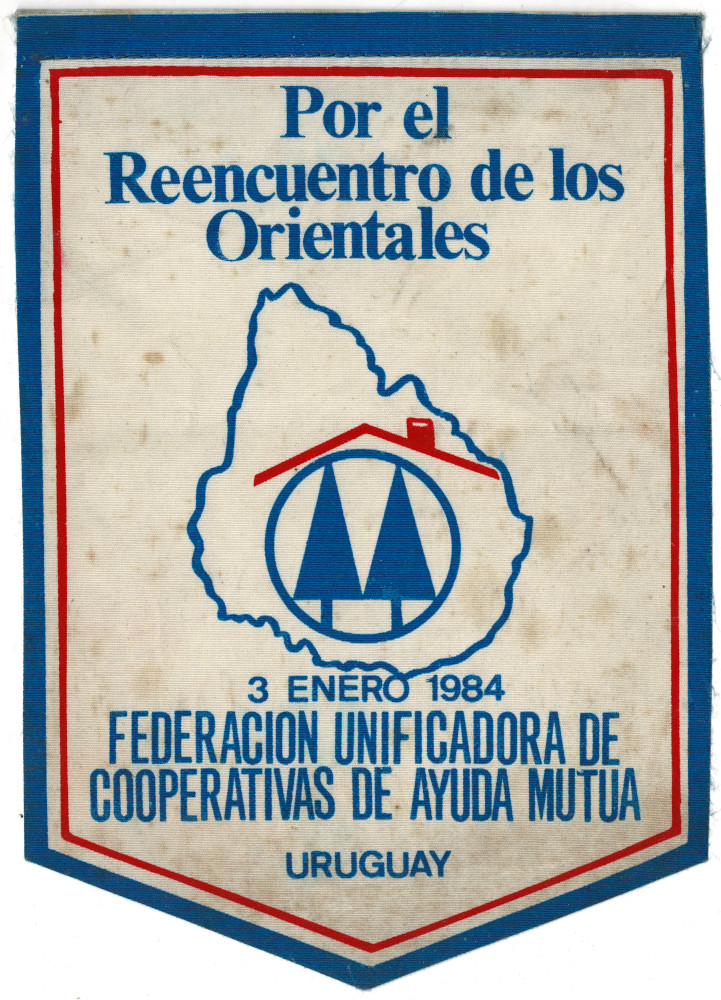 Por el
Reencuentro de los
Orientales
3 ENERO 1984
FEDERACION UNIFICADORA DE
COOPERATIVAS DE AYUDA MUTUA
URUGUAY